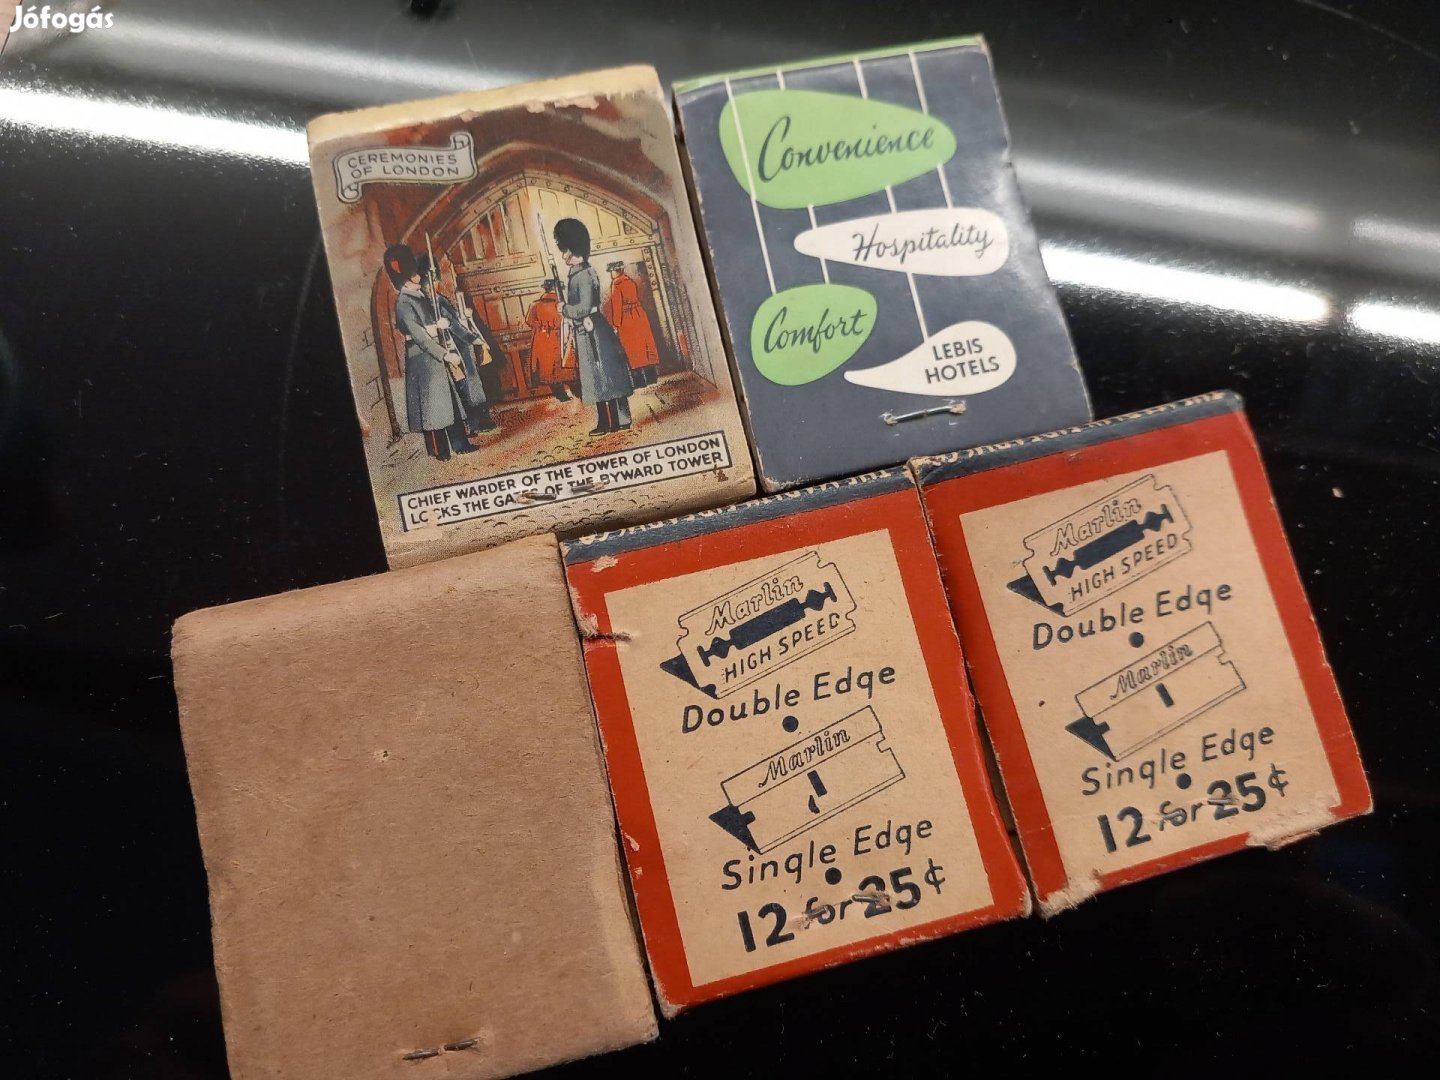 Jófogás
CEREMONIES
OF LONDON
CHIEF WARDER OF THE TOWER OF LONDON
LOCKS THE GATES OF THE BYWARD TOWER
Convenience
Hospitality
Comfort
LEBIS
HOTELS
Marlin
HIGH SPEED
Double Edge
Marlin
Single Edge
12 for 25¢
Marlin
HIGH SPEED
Double Edge
Marlin
Single Edge
12 for 25¢